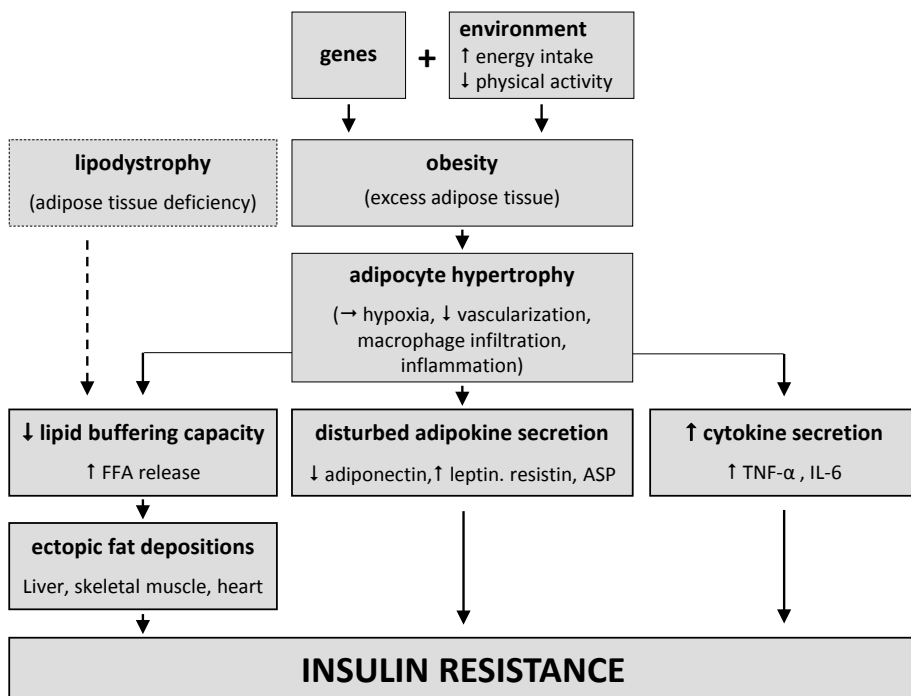 genes
+
environment
↑ energy intake
↓ physical activity
lipodystrophy
(adipose tissue deficiency)
obesity
(excess adipose tissue)
adipocyte hypertrophy
(→ hypoxia, ↓ vascularization,
macrophage infiltration,
inflammation)
↓ lipid buffering capacity
↑ FFA release
disturbed adipokine secretion
↓ adiponectin,↑ leptin. resistin, ASP
↑ cytokine secretion
↑ TNF-α , IL-6
ectopic fat depositions
Liver, skeletal muscle, heart
INSULIN RESISTANCE